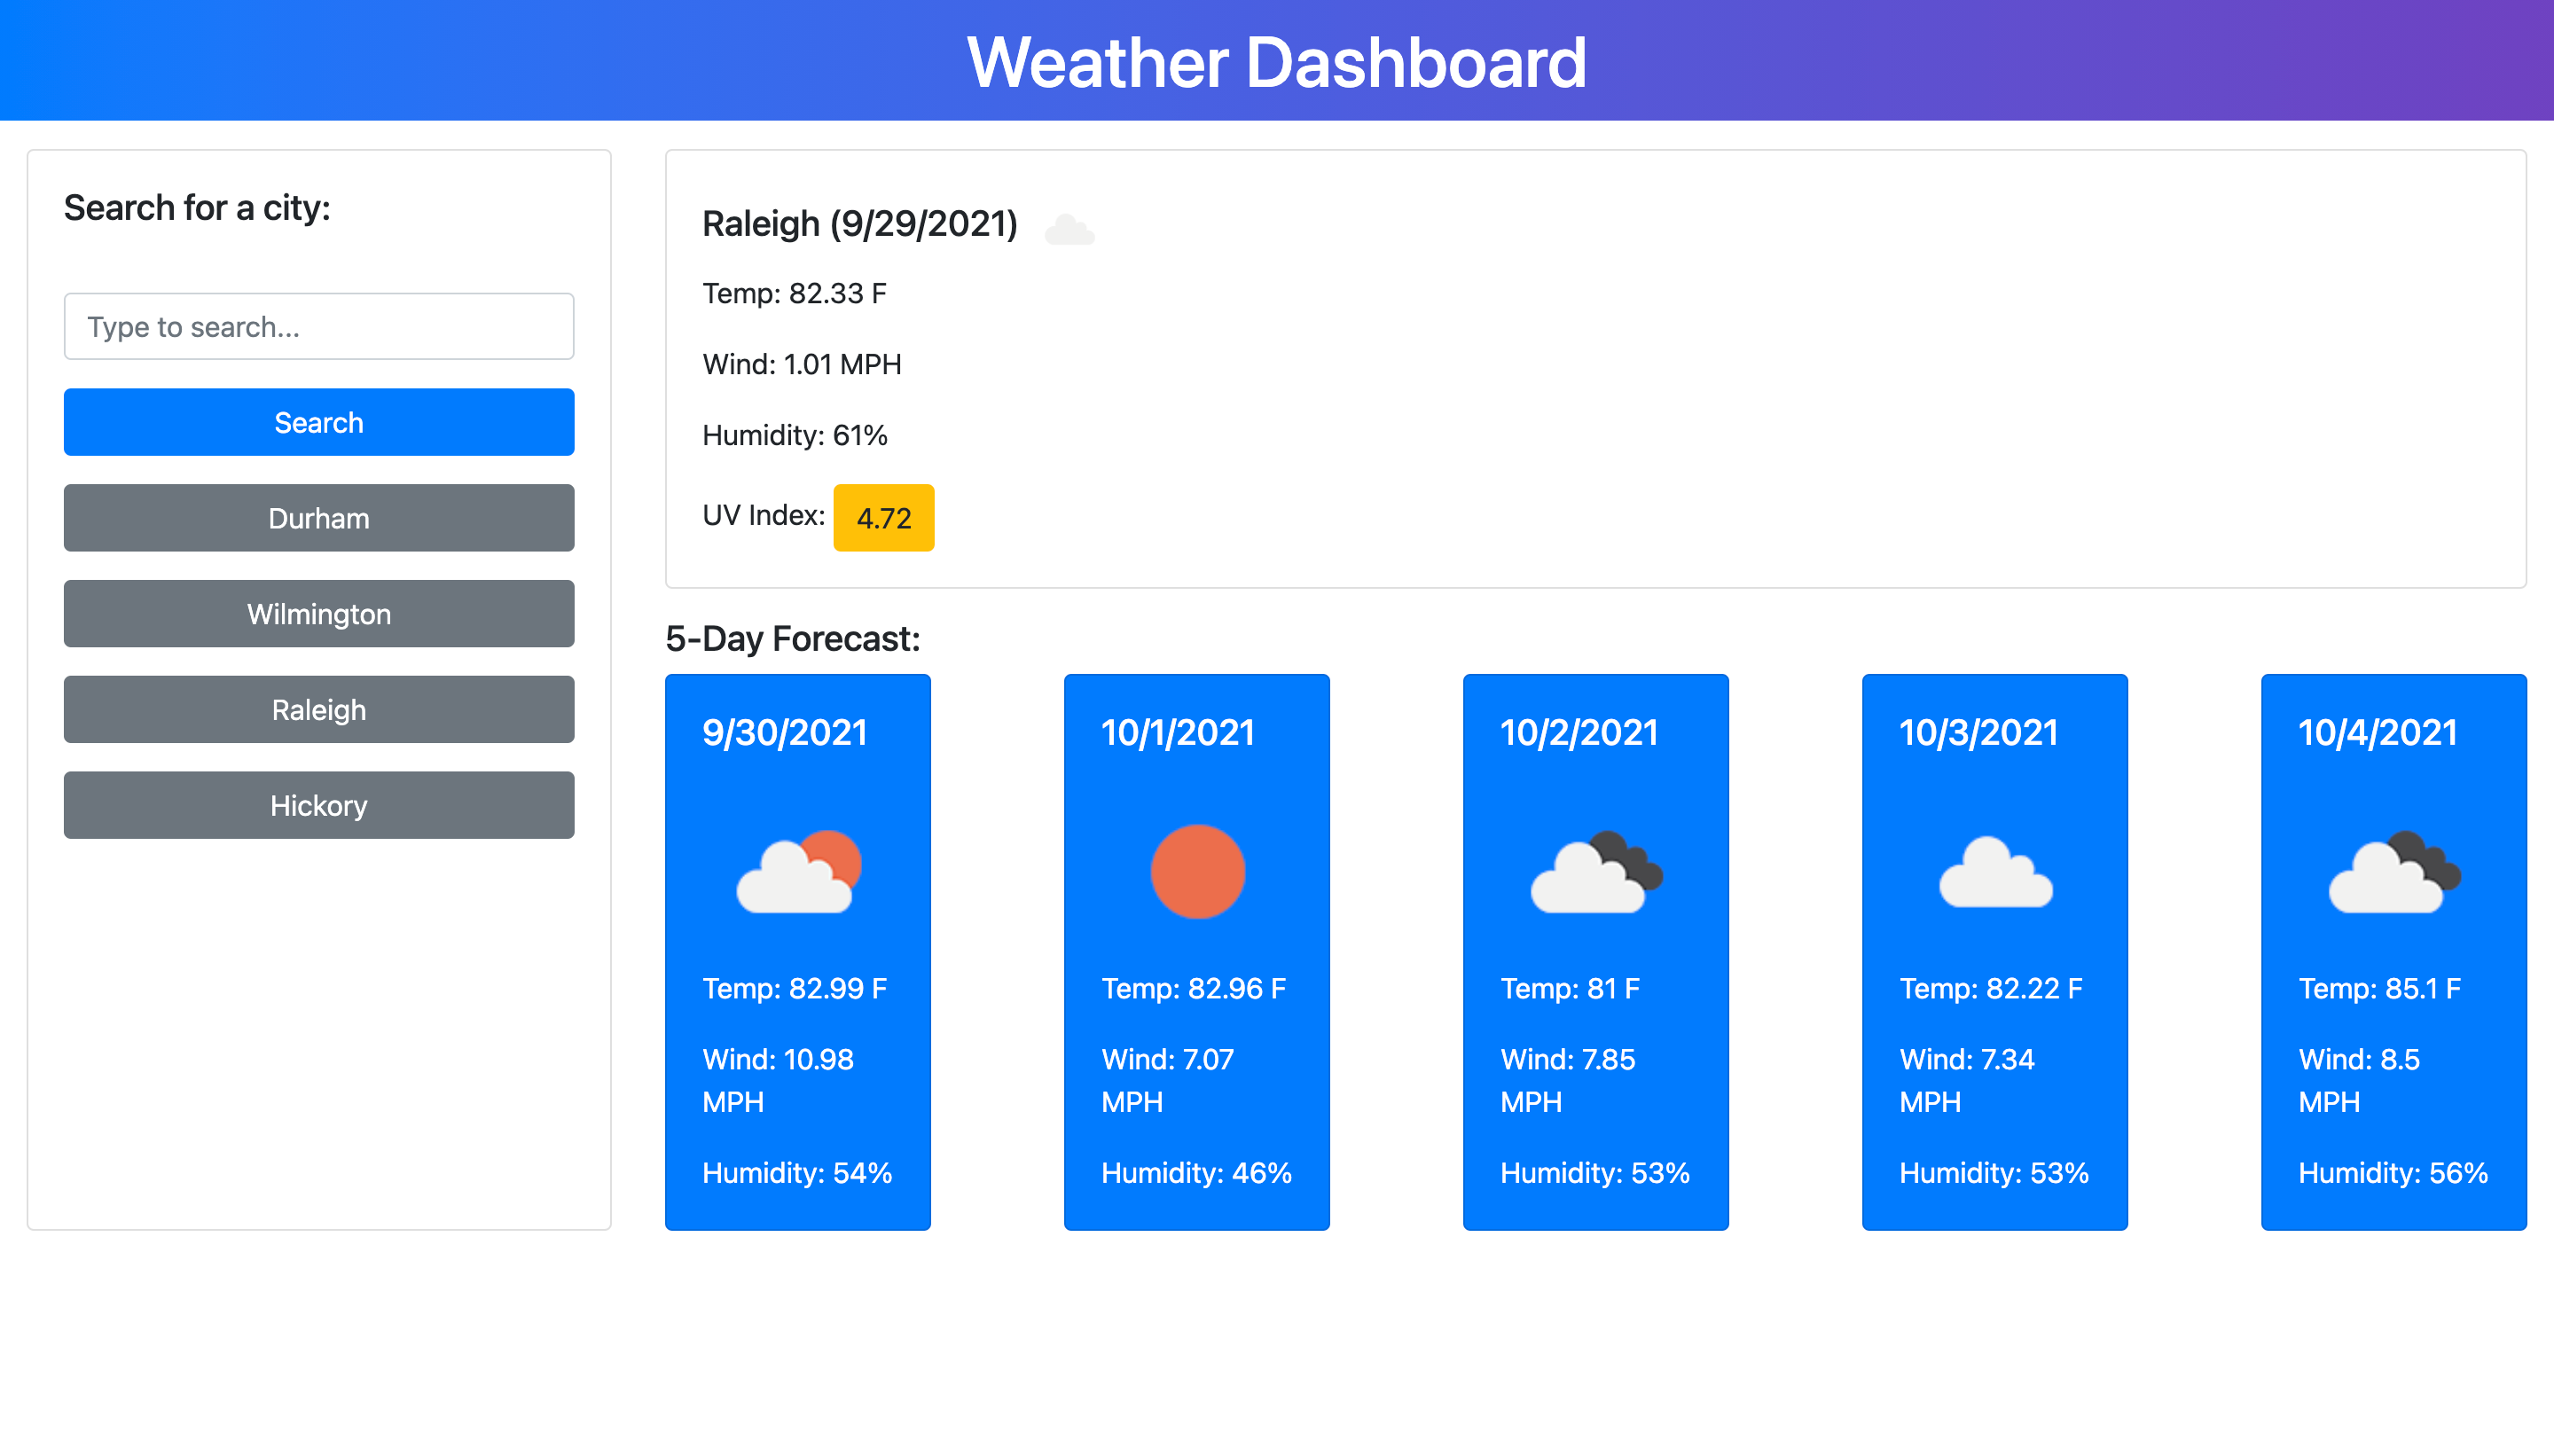 Weather Dashboard
Search for a city:
Type to search...
Search
Durham
Wilmington
Raleigh
Hickory
Raleigh (9/29/2021)
Temp: 82.33 F
Wind: 1.01 MPH
Humidity: 61%
UV Index: 4.72
5-Day Forecast:
9/30/2021
Temp: 82.99 F
Wind: 10.98
MPH
Humidity: 54%
10/1/2021
Temp: 82.96 F
Wind: 7.07
MPH
Humidity: 46%
10/2/2021
Temp: 81 F
Wind: 7.85
MPH
Humidity: 53%
10/3/2021
Temp: 82.22 F
Wind: 7.34
MPH
Humidity: 53%
10/4/2021
Temp: 85.1 F
Wind: 8.5
MPH
Humidity: 56%